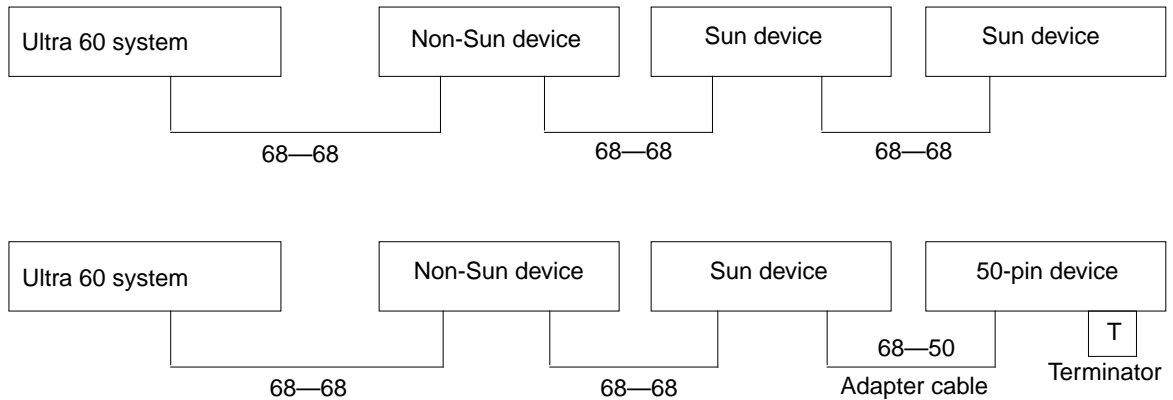 Ultra 60 system
Non-Sun device
Sun device
Sun device
68—68
68—68
68—68
Ultra 60 system
Non-Sun device
Sun device
50-pin device
68—50
T
Terminator
68—68
68—68
Adapter cable